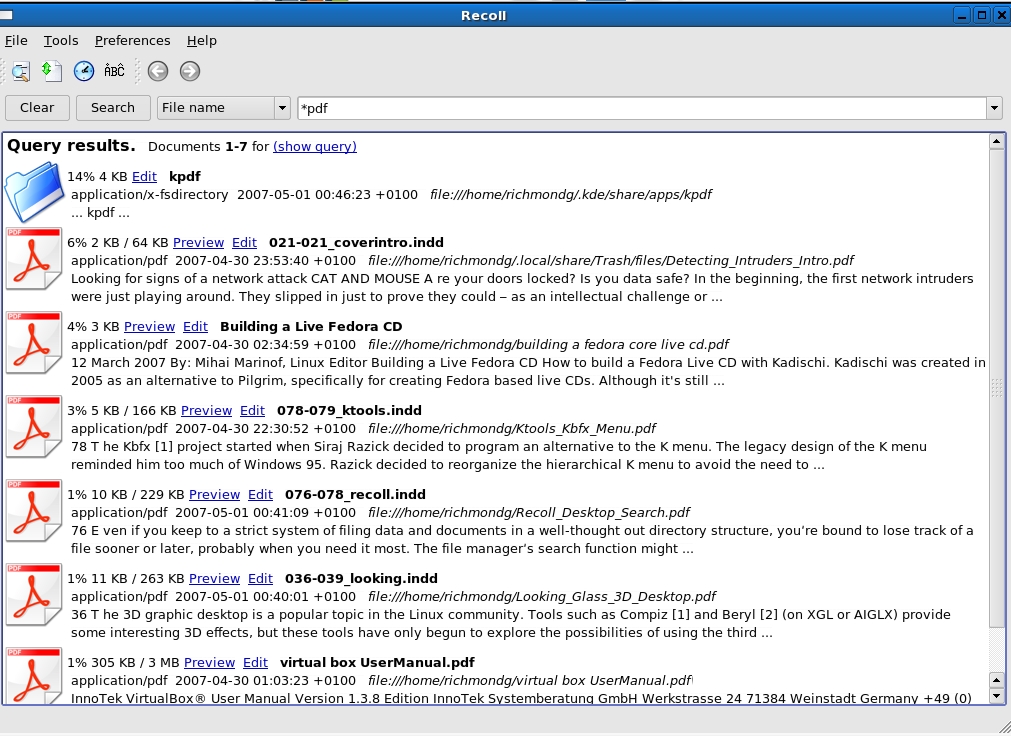 Recoll
File Tools Preferences Help
ABC
Clear Search File name *pdf
Query results. Documents 1-7 for (show query)
14% 4 KB Edit kpdf
application/x-fsdirectory 2007-05-01 00:46:23 +0100 file:///home/richmondg/.kde/share/apps/kpdf
... kpdf ...
PDF
6% 2 KB / 64 KB Preview Edit 021-021_coverintro.indd
application/pdf 2007-04-30 23:53:40 +0100 file:///home/richmondg/.local/share/Trash/files/Detecting_Intruders_Intro.pdf
Looking for signs of a network attack CAT AND MOUSE A re your doors locked? Is you data safe? In the beginning, the first network intruders
were just playing around. They slipped in just to prove they could – as an intellectual challenge or ...
PDF
4% 3 KB Preview Edit Building a Live Fedora CD
application/pdf 2007-04-30 02:34:59 +0100 file:///home/richmondg/building a fedora core live cd.pdf
12 March 2007 By: Mihai Marinof, Linux Editor Building a Live Fedora CD How to build a Fedora Live CD with Kadischi. Kadischi was created in
2005 as an alternative to Pilgrim, specifically for creating Fedora based live CDs. Although it's still ...
PDF
3% 5 KB / 166 KB Preview Edit 078-079_ktools.indd
application/pdf 2007-04-30 22:30:52 +0100 file:///home/richmondg/Ktools_Kbfx_Menu.pdf
78 T he Kbfx [1] project started when Siraj Razick decided to program an alternative to the K menu. The legacy design of the K menu
reminded him too much of Windows 95. Razick decided to reorganize the hierarchical K menu to avoid the need to ...
PDF
1% 10 KB / 229 KB Preview Edit 076-078_recoll.indd
application/pdf 2007-05-01 00:41:09 +0100 file:///home/richmondg/Recoll_Desktop_Search.pdf
76 E ven if you keep to a strict system of filing data and documents in a well-thought out directory structure, you’re bound to lose track of a
file sooner or later, probably when you need it most. The file manager’s search function might ...
PDF
1% 11 KB / 263 KB Preview Edit 036-039_looking.indd
application/pdf 2007-05-01 00:40:01 +0100 file:///home/richmondg/Looking_Glass_3D_Desktop.pdf
36 T he 3D graphic desktop is a popular topic in the Linux community. Tools such as Compiz [1] and Beryl [2] (on XGL or AIGLX) provide
some interesting 3D effects, but these tools have only begun to explore the possibilities of using the third ...
PDF
1% 305 KB / 3 MB Preview Edit virtual box UserManual.pdf
application/pdf 2007-04-30 01:03:23 +0100 file:///home/richmondg/virtual box UserManual.pdf
InnoTek VirtualBox® User Manual Version 1.3.8 Edition InnoTek Systemberatung GmbH Werkstrasse 24 71384 Weinstadt Germany +49 (0)